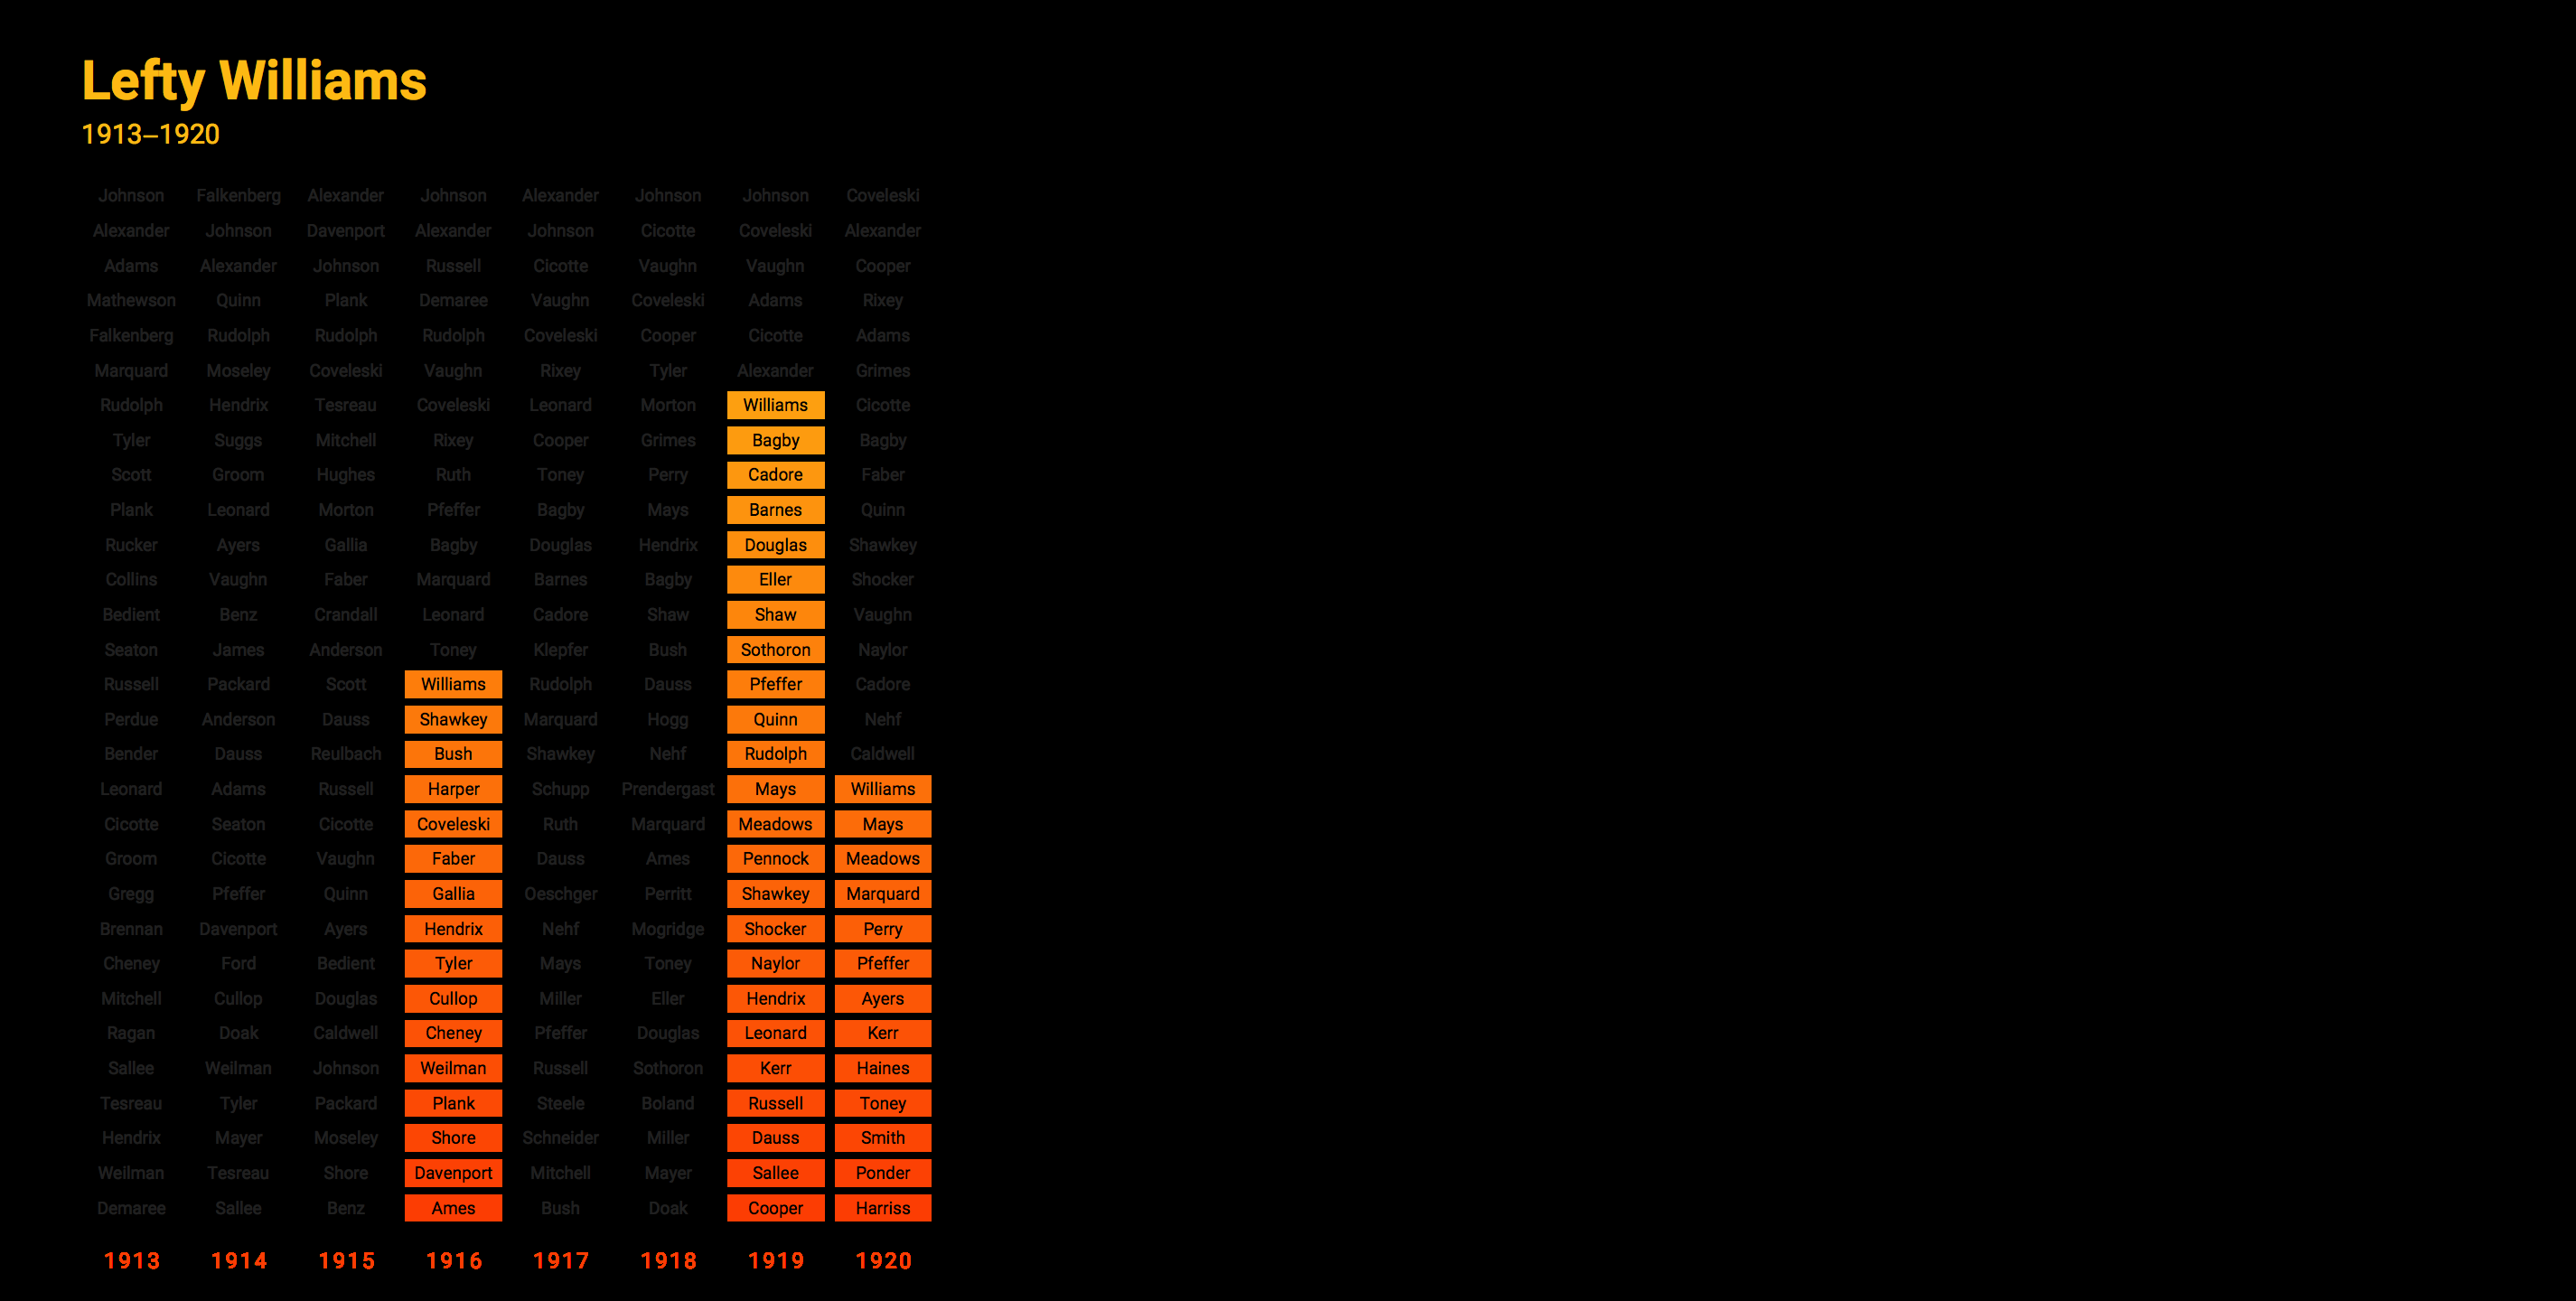 Lefty Williams
1913–1920
Johnson Falkenberg Alexander Johnson Alexander Johnson Johnson Coveleski
Alexander Johnson Davenport Alexander Johnson Cicotte Coveleski Alexander
Adams Alexander Johnson Russell Cicotte Vaughn Vaughn Cooper
Mathewson Quinn Plank Demaree Vaughn Coveleski Adams Rixey
Falkenberg Rudolph Rudolph Rudolph Coveleski Cooper Cicotte Adams
Marquard Moseley Coveleski Vaughn Rixey Tyler Alexander Grimes
Rudolph Hendrix Tesreau Coveleski Leonard Morton Williams Cicotte
Tyler Suggs Mitchell Rixey Cooper Grimes Bagby Bagby
Scott Groom Hughes Ruth Toney Perry Cadore Faber
Plank Leonard Morton Pfeffer Bagby Mays Barnes Quinn
Rucker Ayers Gallia Bagby Douglas Hendrix Douglas Shawkey
Collins Vaughn Faber Marquard Barnes Bagby Eller Shocker
Bedient Benz Crandall Leonard Cadore Shaw Shaw Vaughn
Seaton James Anderson Toney Klepfer Bush Sothoron Naylor
Russell Packard Scott Williams Rudolph Dauss Pfeffer Cadore
Perdue Anderson Dauss Shawkey Marquard Hogg Quinn Nehf
Bender Dauss Reulbach Bush Shawkey Nehf Rudolph Caldwell
Leonard Adams Russell Harper Schupp Prendergast Mays Williams
Cicotte Seaton Cicotte Coveleski Ruth Marquard Meadows Mays
Groom Cicotte Vaughn Faber Dauss Ames Pennock Meadows
Gregg Pfeffer Quinn Gallia Oeschger Perritt Shawkey Marquard
Brennan Davenport Ayers Hendrix Nehf Mogridge Shocker Perry
Cheney Ford Bedient Tyler Mays Toney Naylor Pfeffer
Mitchell Cullop Douglas Cullop Miller Eller Hendrix Ayers
Ragan Doak Caldwell Cheney Pfeffer Douglas Leonard Kerr
Sallee Weilman Johnson Weilman Russell Sothoron Kerr Haines
Tesreau Tyler Packard Plank Steele Boland Russell Toney
Hendrix Mayer Moseley Shore Schneider Miller Dauss Smith
Weilman Tesreau Shore Davenport Mitchell Mayer Sallee Ponder
Demaree Sallee Benz Ames Bush Doak Cooper Harriss
1913 1914 1915 1916 1917 1918 1919 1920